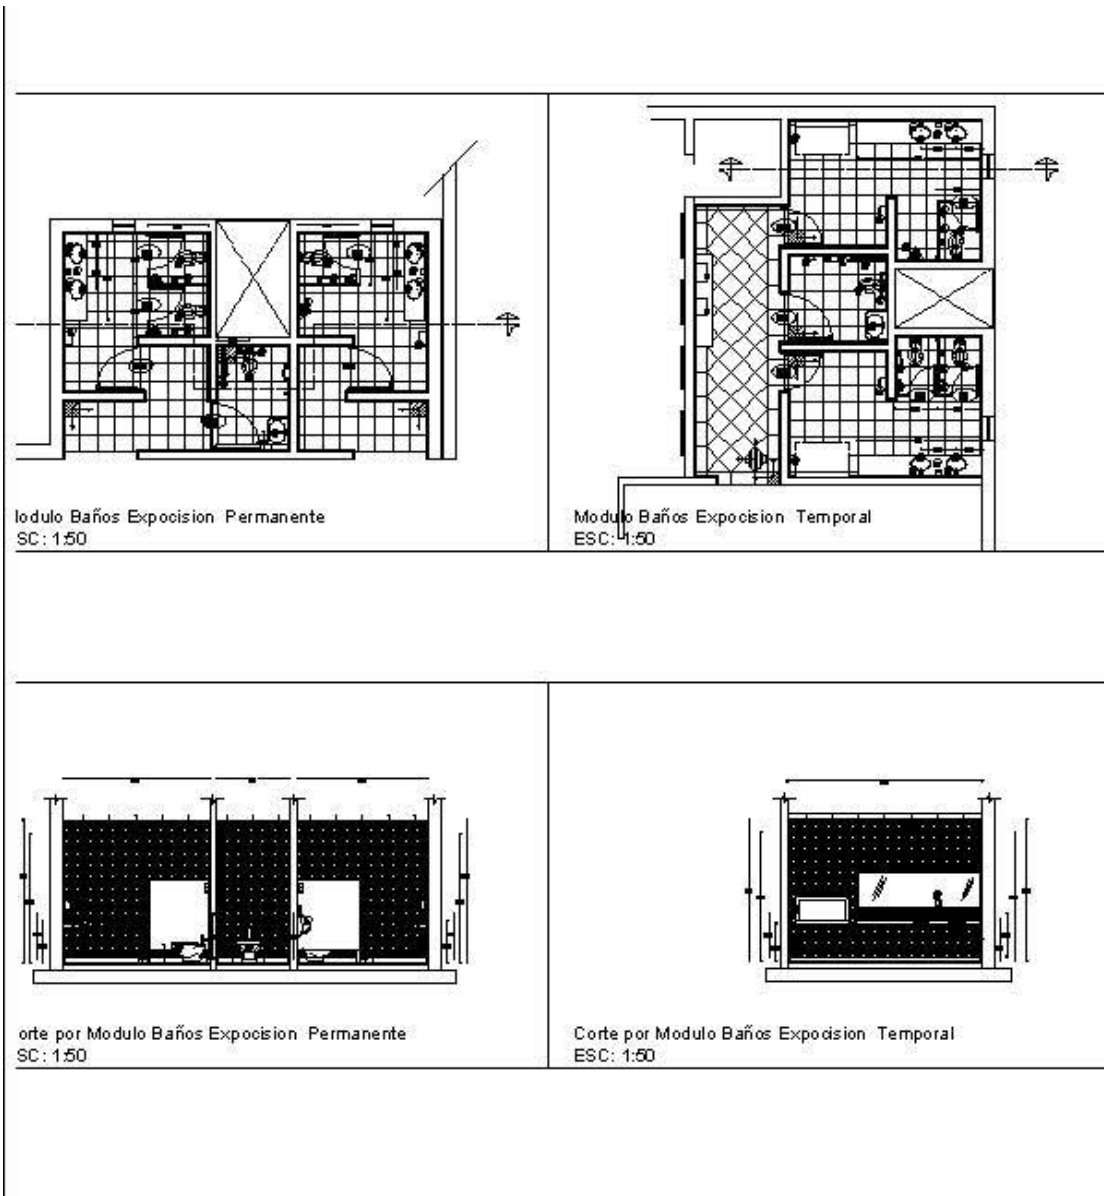 lodulo Baños Expocision Permanente
SC: 1:50
Modulo Baños Expocision Temporal
ESC: 1:50
orte por Modulo Baños Expocision Permanente
SC: 1:50
Corte por Modulo Baños Expocision Temporal
ESC: 1:50